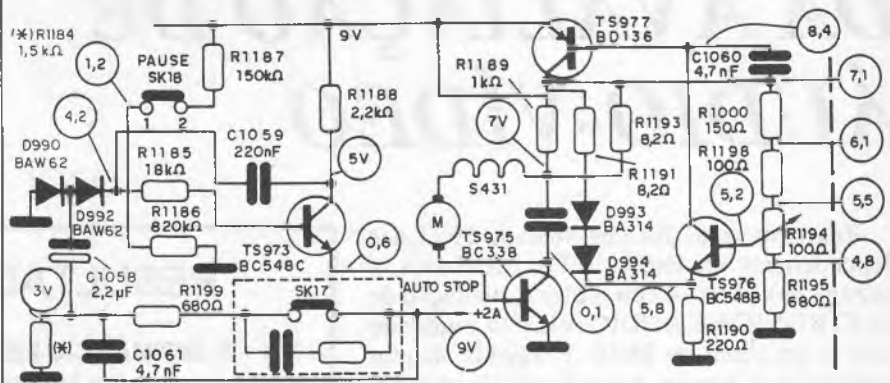 (*) R1184
1,5 kΩ
1,2
4,2
PAUSE
SK18
1 2
R1187
150kΩ
9V
R1188
2,2kΩ
C1059
220nF
5V
D990
BAW62
D992
BAW62
R1185
18kΩ
R1186
820kΩ
TS973
BC548C
0,6
C1058
2,2µF
3V
(*)
R1199
680Ω
C1061
4,7nF
SK17
AUTO STOP
+2A
9V
TS977
BD136
R1189
1kΩ
7V
S431
M
TS975
BC338
R1193
8,2Ω
R1191
8,2Ω
D993
BA314
D994
BA314
0,1
5,8
8,4
C1060
4,7nF
7,1
R1000
150Ω
6,1
R1198
100Ω
5,5
5,2
R1194
100Ω
4,8
TS976
BC548B
R1195
680Ω
R1190
220Ω